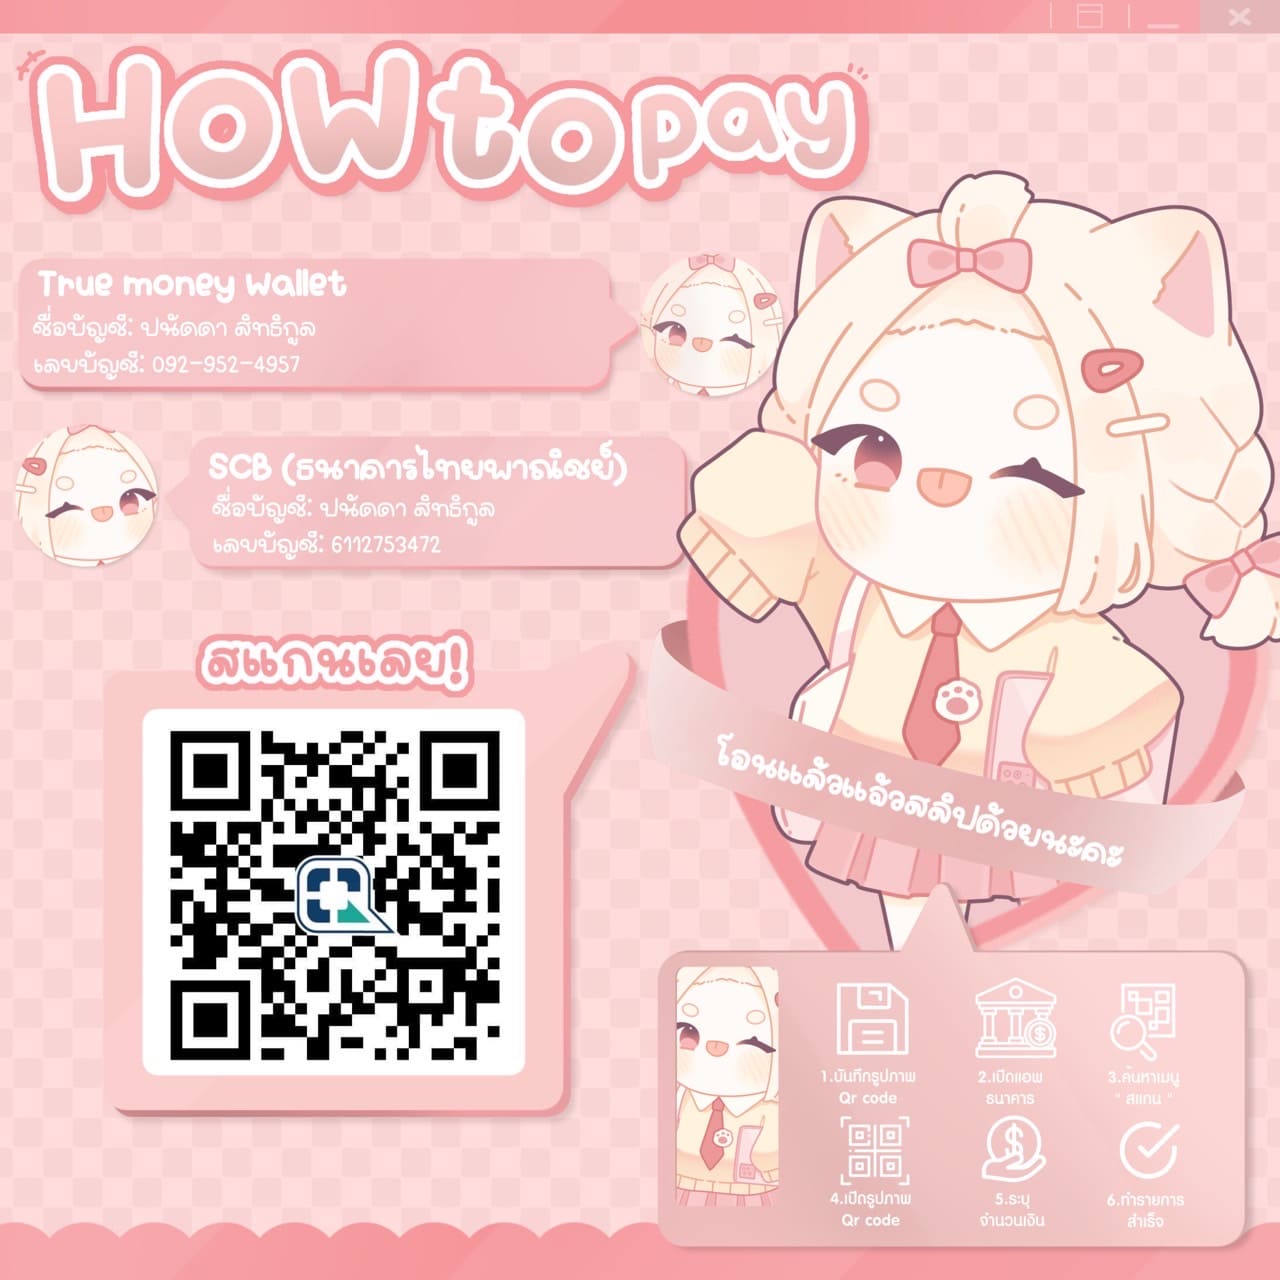 HOW to pay
True money wallet
ชื่อบัญชี: ปนัดดา สิทธิกูล
เลขบัญชี: 092-952-4957
SCB (ธนาคารไทยพาณิชย์)
ชื่อบัญชี: ปนัดดา สิทธิกูล
เลขบัญชี: 6112753472
สแกนเลย!
โอนแล้วแจ้วสลิปด้วยนะคะ
1.บันทึกรูปภาพ
Qr code
2.เปิดแอพ
ธนาคาร
3.ค้นหาเมนู
" สแกน "
4.เปิดรูปภาพ
Qr code
5.ระบุ
จำนวนเงิน
6.ทำรายการ
สำเร็จ